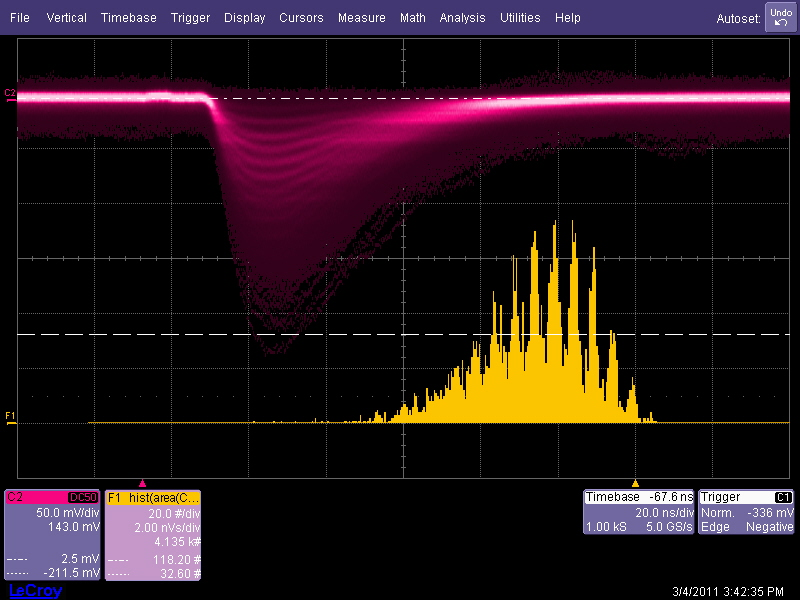 File Vertical Timebase Trigger Display Cursors Measure Math Analysis Utilities Help Autoset: Undo
C2
F1
C2 DC50
50.0 mV/div
143.0 mV
2.5 mV
-211.5 mV
F1 hist(area(C...
20.0 #/div
2.00 nVs/div
4.135 k#
118.20 #
32.60 #
Timebase -67.6 ns
20.0 ns/div
1.00 kS 5.0 GS/s
Trigger C1
Norm. -336 mV
Edge Negative
LeCroy
3/4/2011 3:42:35 PM